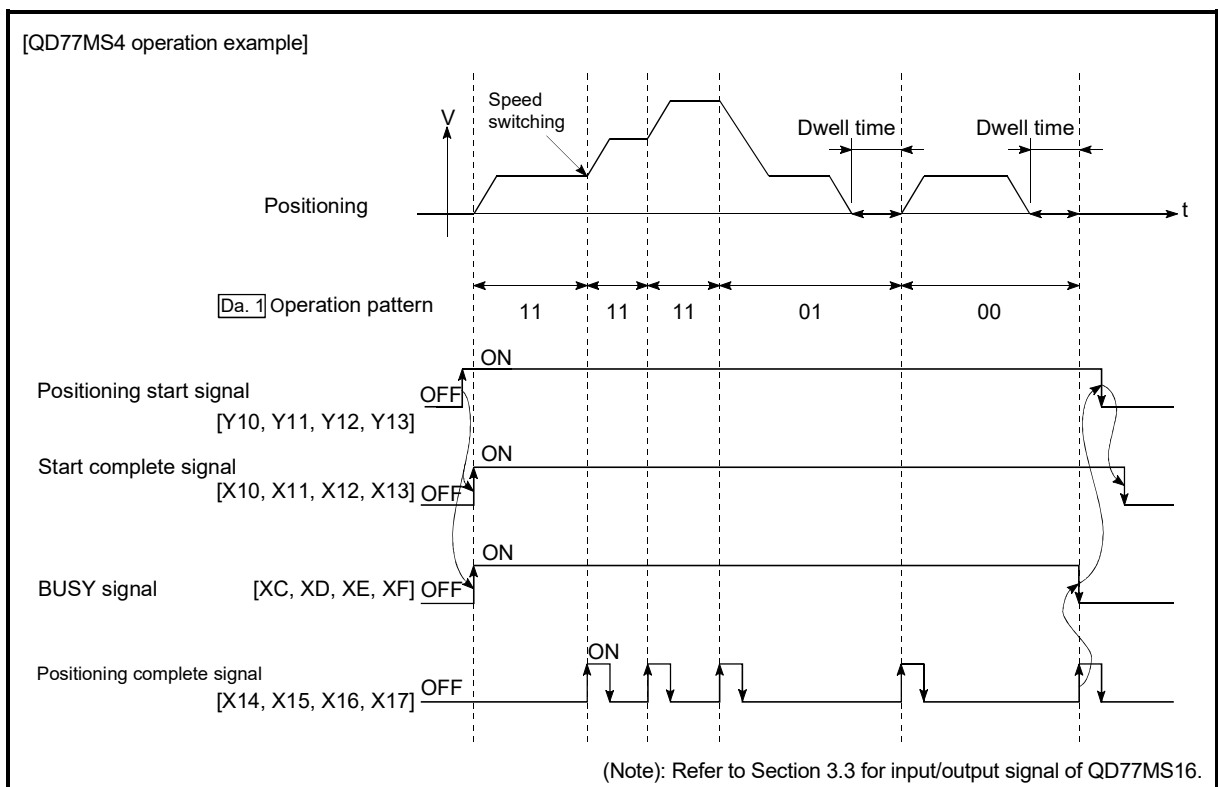 [QD77MS4 operation example]
Speed
switching
V
Dwell time
Dwell time
Positioning
t
Da. 1 Operation pattern
11
11
11
01
00
ON
Positioning start signal
OFF
[Y10, Y11, Y12, Y13]
ON
Start complete signal
[X10, X11, X12, X13]
OFF
ON
BUSY signal
[XC, XD, XE, XF]
OFF
ON
Positioning complete signal
OFF
[X14, X15, X16, X17]
(Note): Refer to Section 3.3 for input/output signal of QD77MS16.